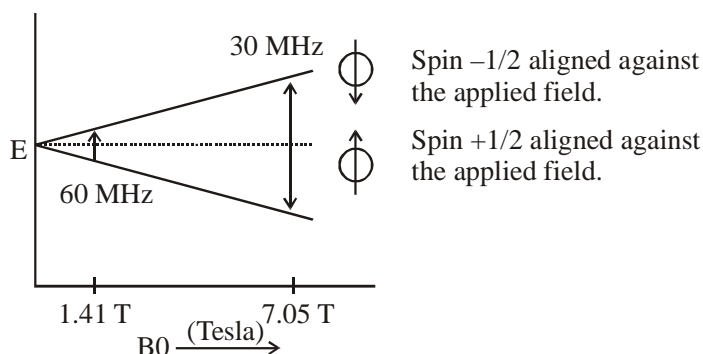 30 MHz
Spin –1/2 aligned against
the applied field.
E
Spin +1/2 aligned against
the applied field.
60 MHz
1.41 T
7.05 T
B0
(Tesla)